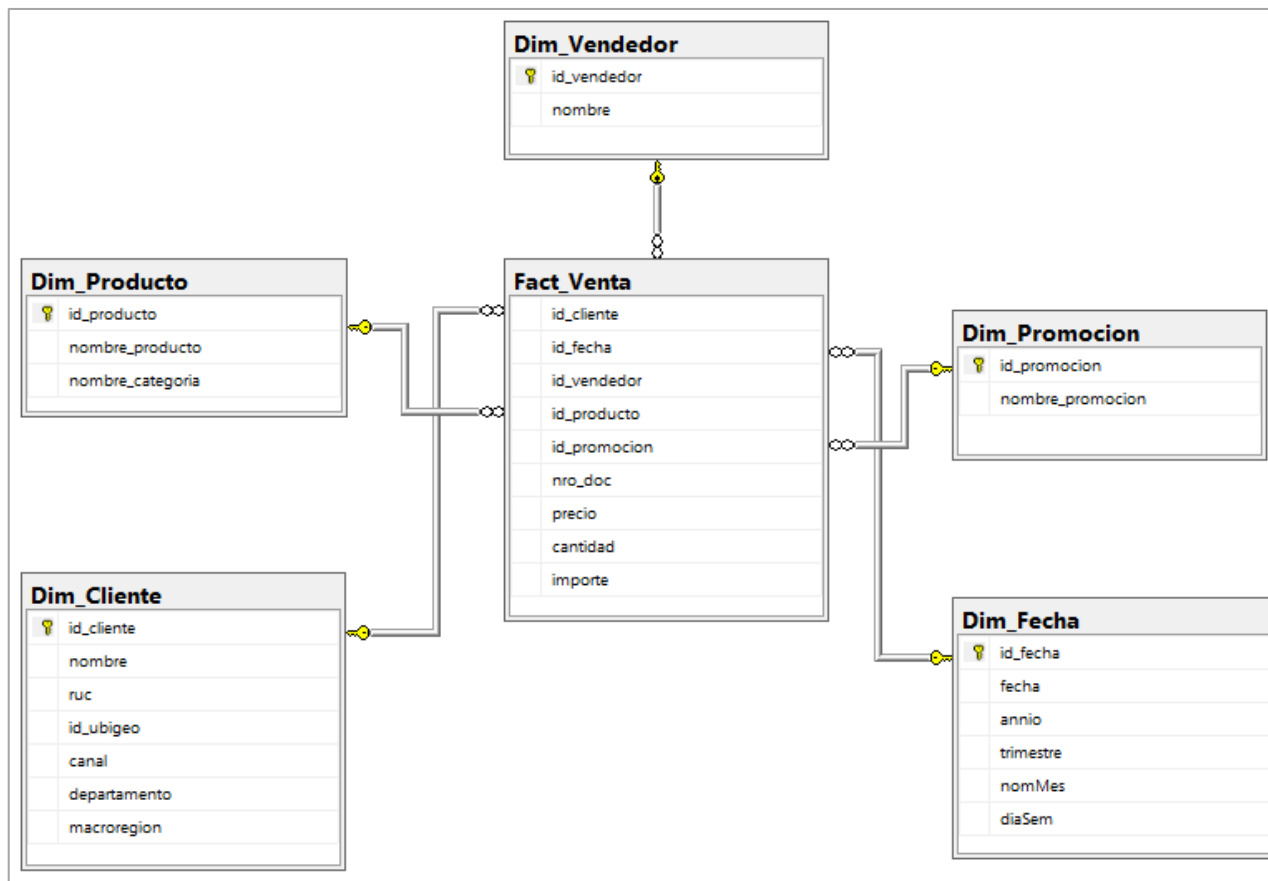 Dim_Vendedor
id_vendedor
nombre
Dim_Producto
id_producto
nombre_producto
nombre_categoria
Fact_Venta
id_cliente
id_fecha
id_vendedor
id_producto
id_promocion
nro_doc
precio
cantidad
importe
Dim_Promocion
id_promocion
nombre_promocion
Dim_Cliente
id_cliente
nombre
ruc
id_ubigeo
canal
departamento
macroregion
Dim_Fecha
id_fecha
fecha
annio
trimestre
nomMes
diaSem